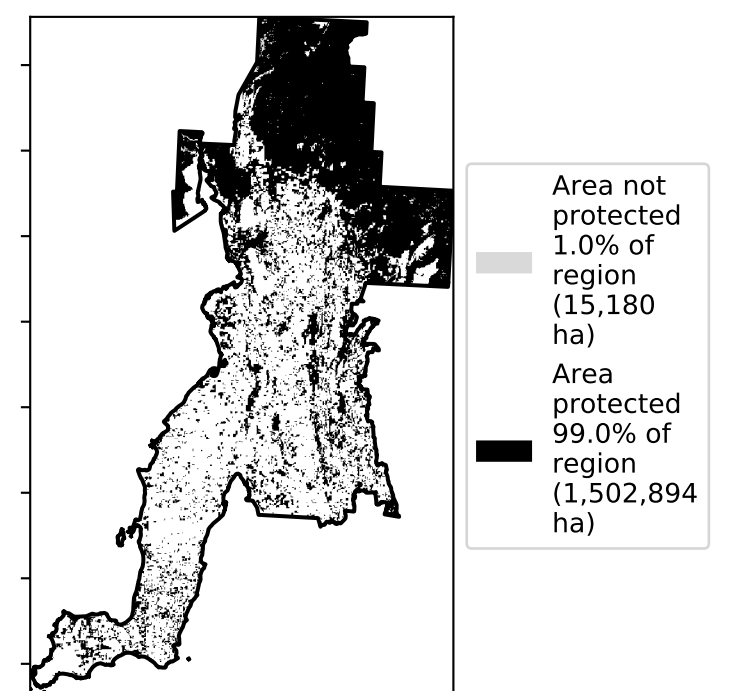 Area not
protected
1.0% of
region
(15,180
ha)
Area
protected
99.0% of
region
(1,502,894
ha)